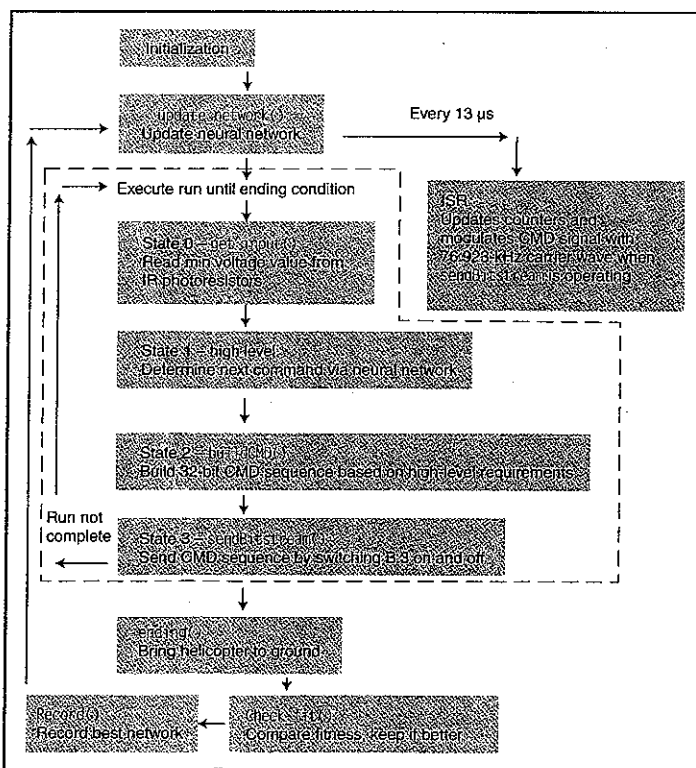 Initialization
update_network()
Update neural network
Every 13 µs
ISR
Updates counters and
modulates CMD signal with
76.923-kHz carrier wave when
sendbitstream is operating
Execute run until ending condition
State 0 – get_input()
Read min voltage value from
IR photoresistors
State 1 – high-level
Determine next command via neural network
State 2 – buildCMD()
Build 32-bit CMD sequence based on high-level requirements
Run not
complete
State 3 – sendbitstream()
Send CMD sequence by switching B.3 on and off
ending()
Bring helicopter to ground
Record()
Record best network
Compare fitness, keep if better